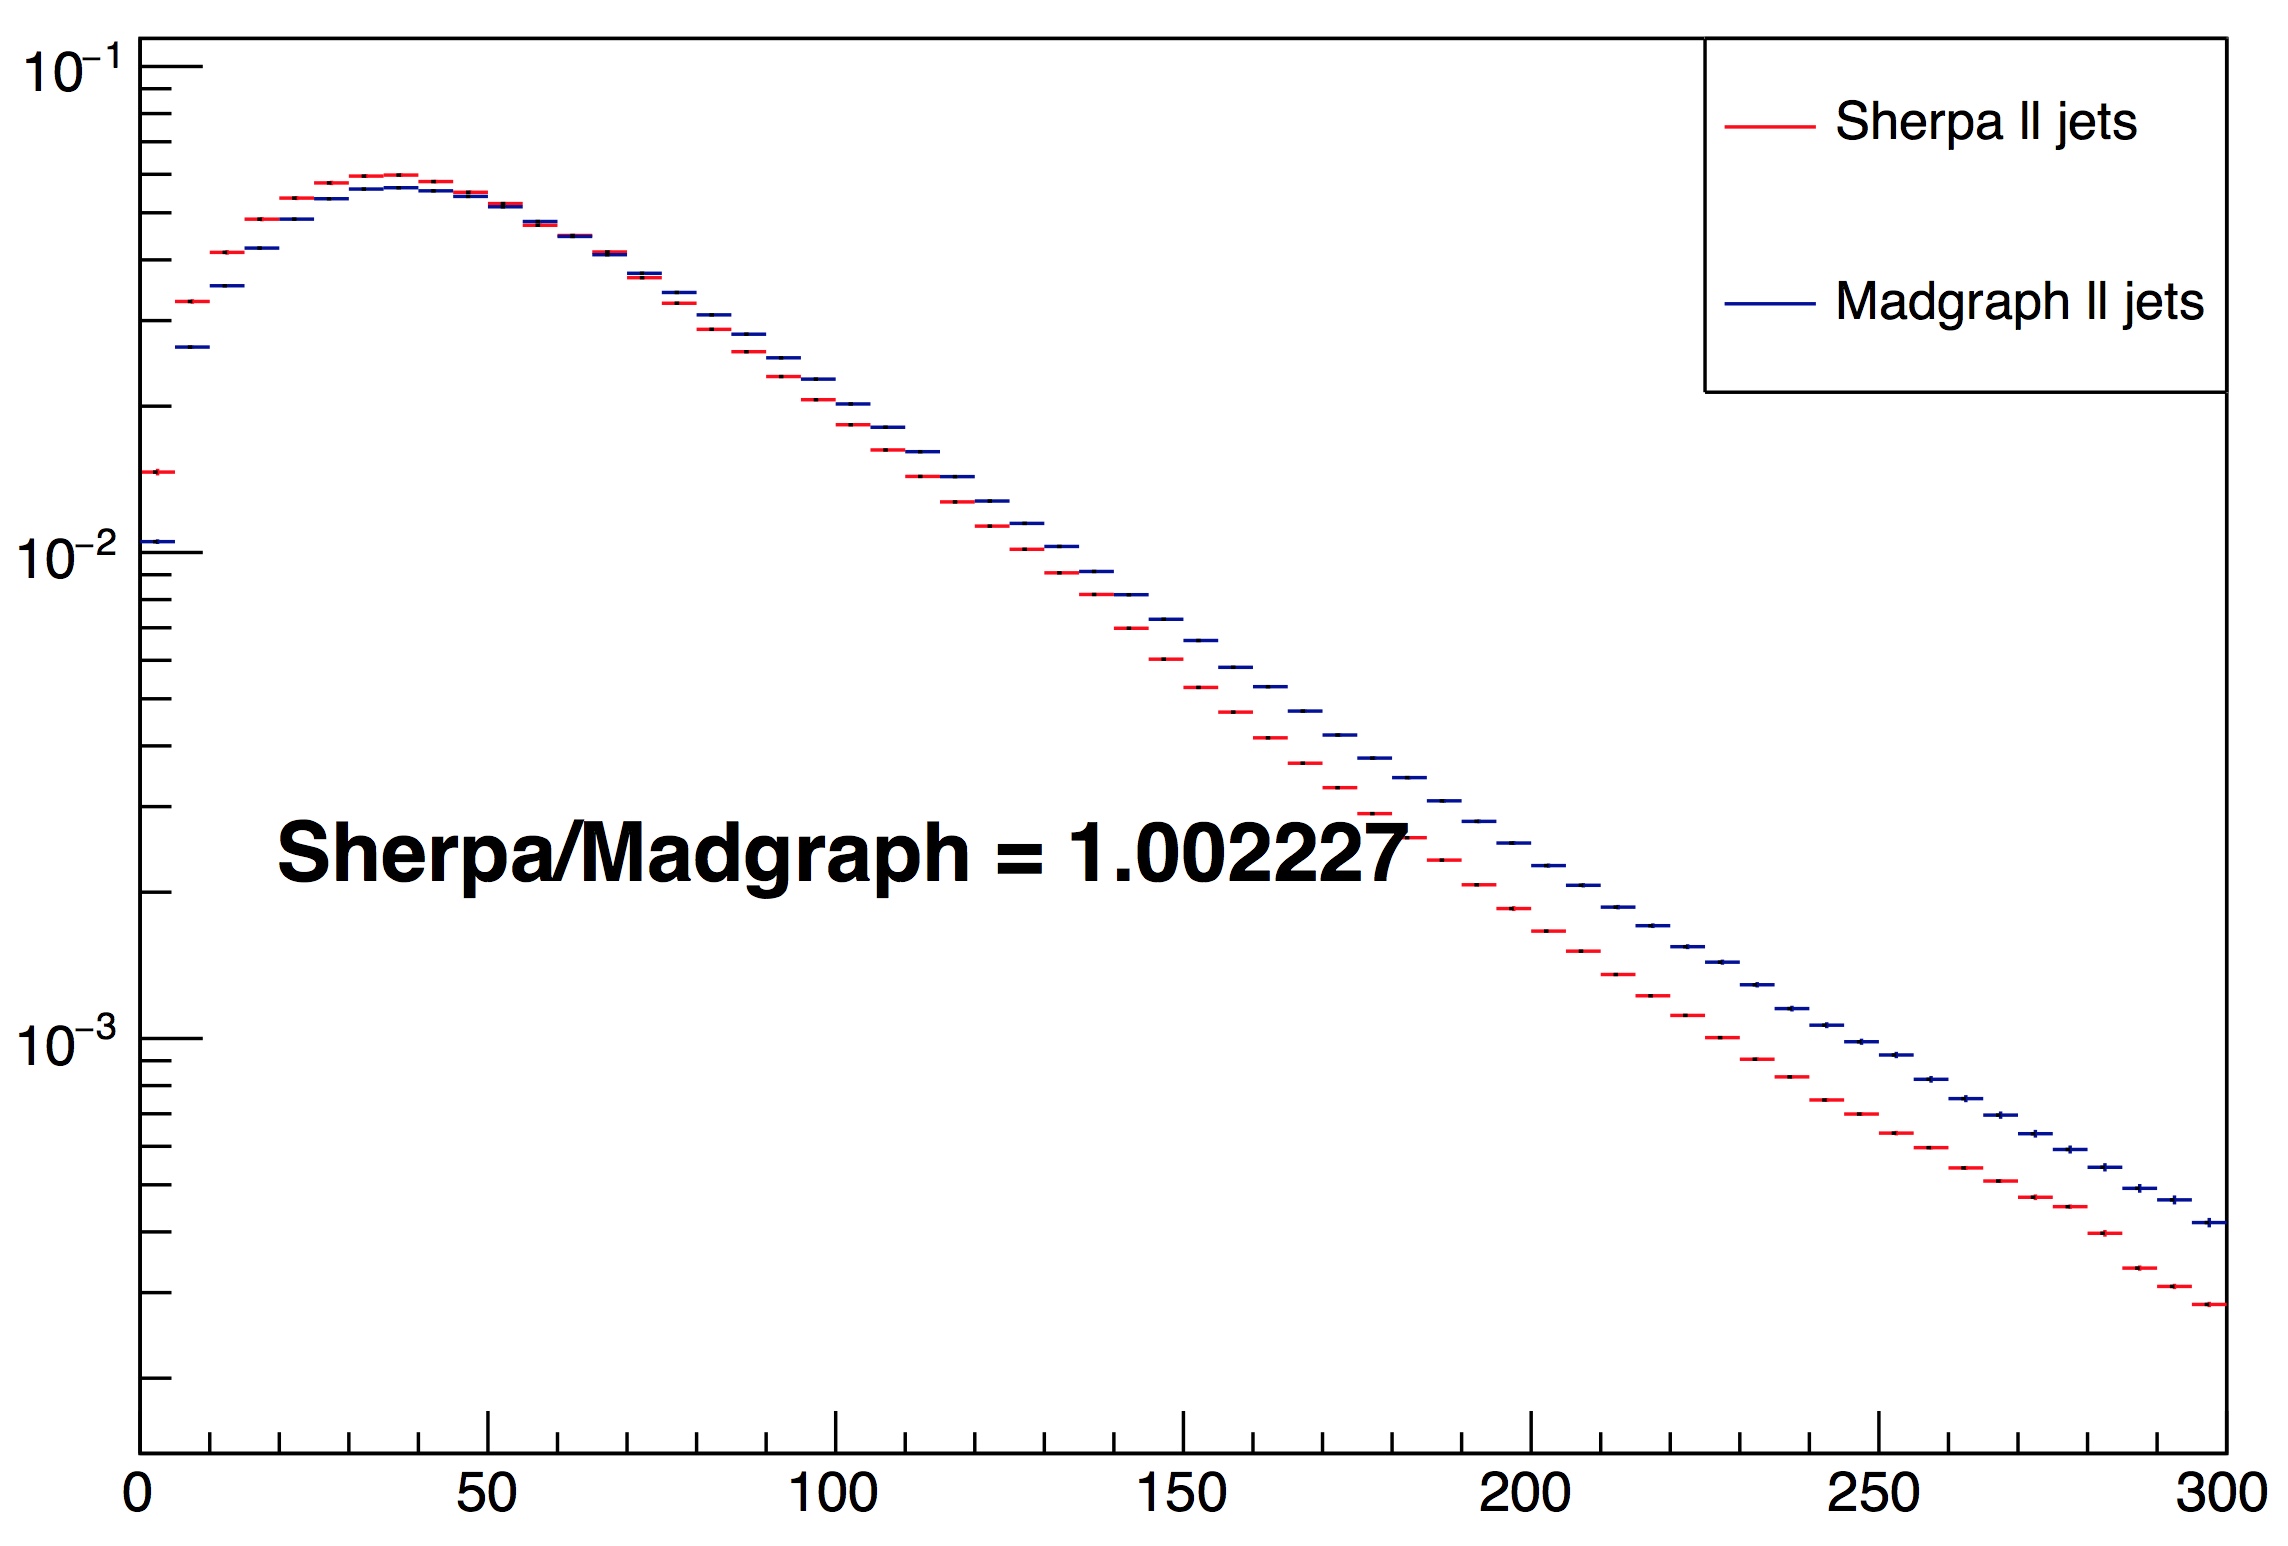 10⁻¹
Sherpa ll jets
Madgraph ll jets
10⁻²
Sherpa/Madgraph = 1.002227
10⁻³
0 50 100 150 200 250 300